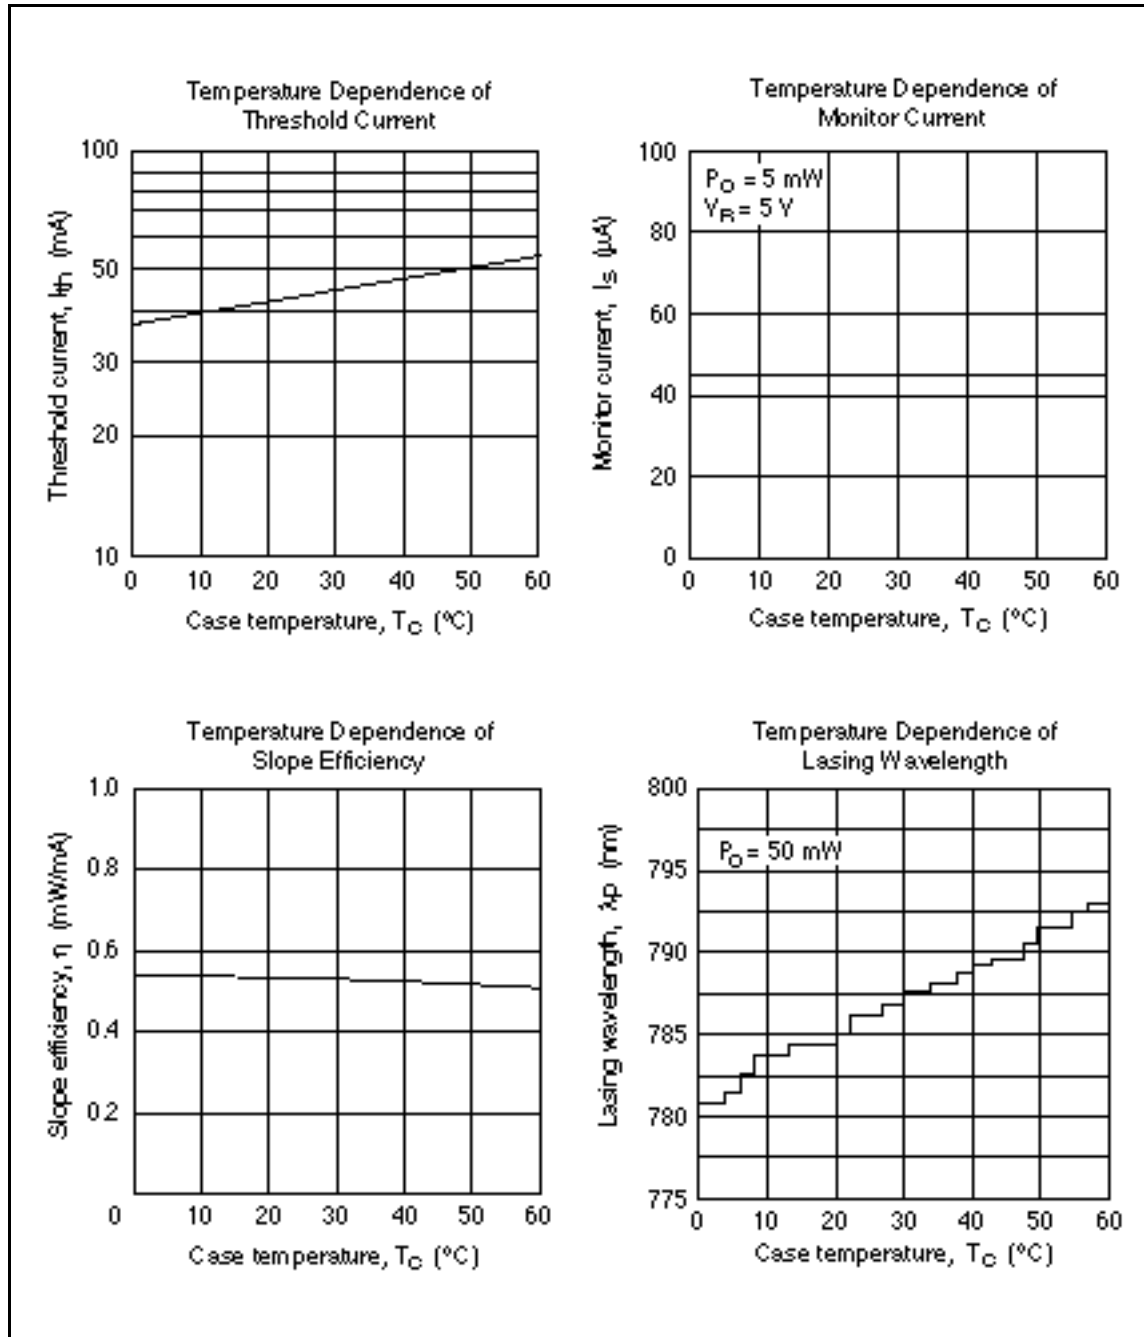 Temperature Dependence of
Threshold Current
100
50
30
20
10
0 10 20 30 40 50 60
Threshold current, Ith (mA)
Case temperature, TC (°C)
Temperature Dependence of
Monitor Current
PO = 5 mW
VR = 5 V
100
80
60
40
20
0
0 10 20 30 40 50 60
Monitor current, IS (µA)
Case temperature, TC (°C)
Temperature Dependence of
Slope Efficiency
1.0
0.8
0.6
0.4
0.2
0 10 20 30 40 50 60
Slope efficiency, η (mW/mA)
Case temperature, TC (°C)
Temperature Dependence of
Lasing Wavelength
PO = 50 mW
800
795
790
785
780
775
0 10 20 30 40 50 60
Lasing wavelength, λp (nm)
Case temperature, TC (°C)